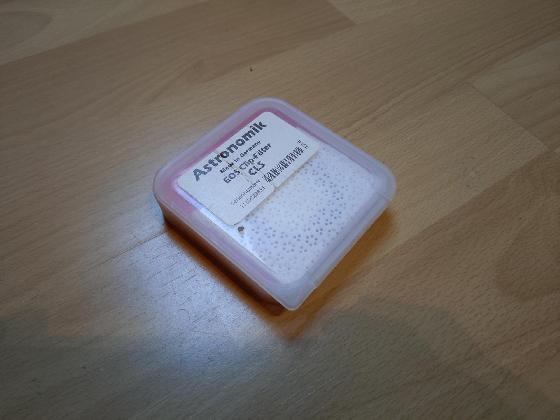 Astronomik
Made in Germany
EOS Clip-Filter
CLS